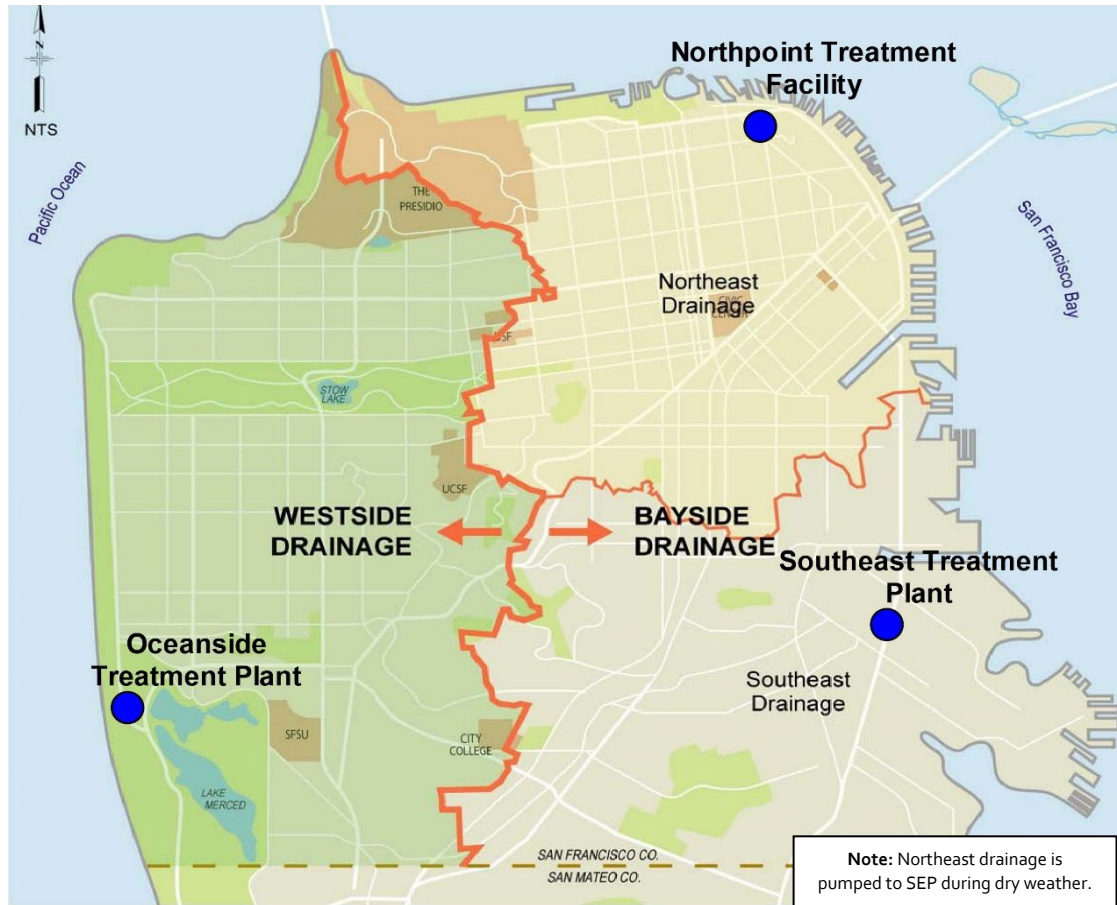 N
NTS
Pacific Ocean
Northpoint Treatment
Facility
THE
PRESIDIO
San Francisco Bay
Northeast
Drainage
CIVIC
CENTER
USF
STOW
LAKE
UCSF
WESTSIDE
DRAINAGE
BAYSIDE
DRAINAGE
Southeast Treatment
Plant
Oceanside
Treatment Plant
Southeast
Drainage
SFSU
CITY
COLLEGE
LAKE
MERCED
SAN FRANCISCO CO.
SAN MATEO CO.
Note: Northeast drainage is
pumped to SEP during dry weather.